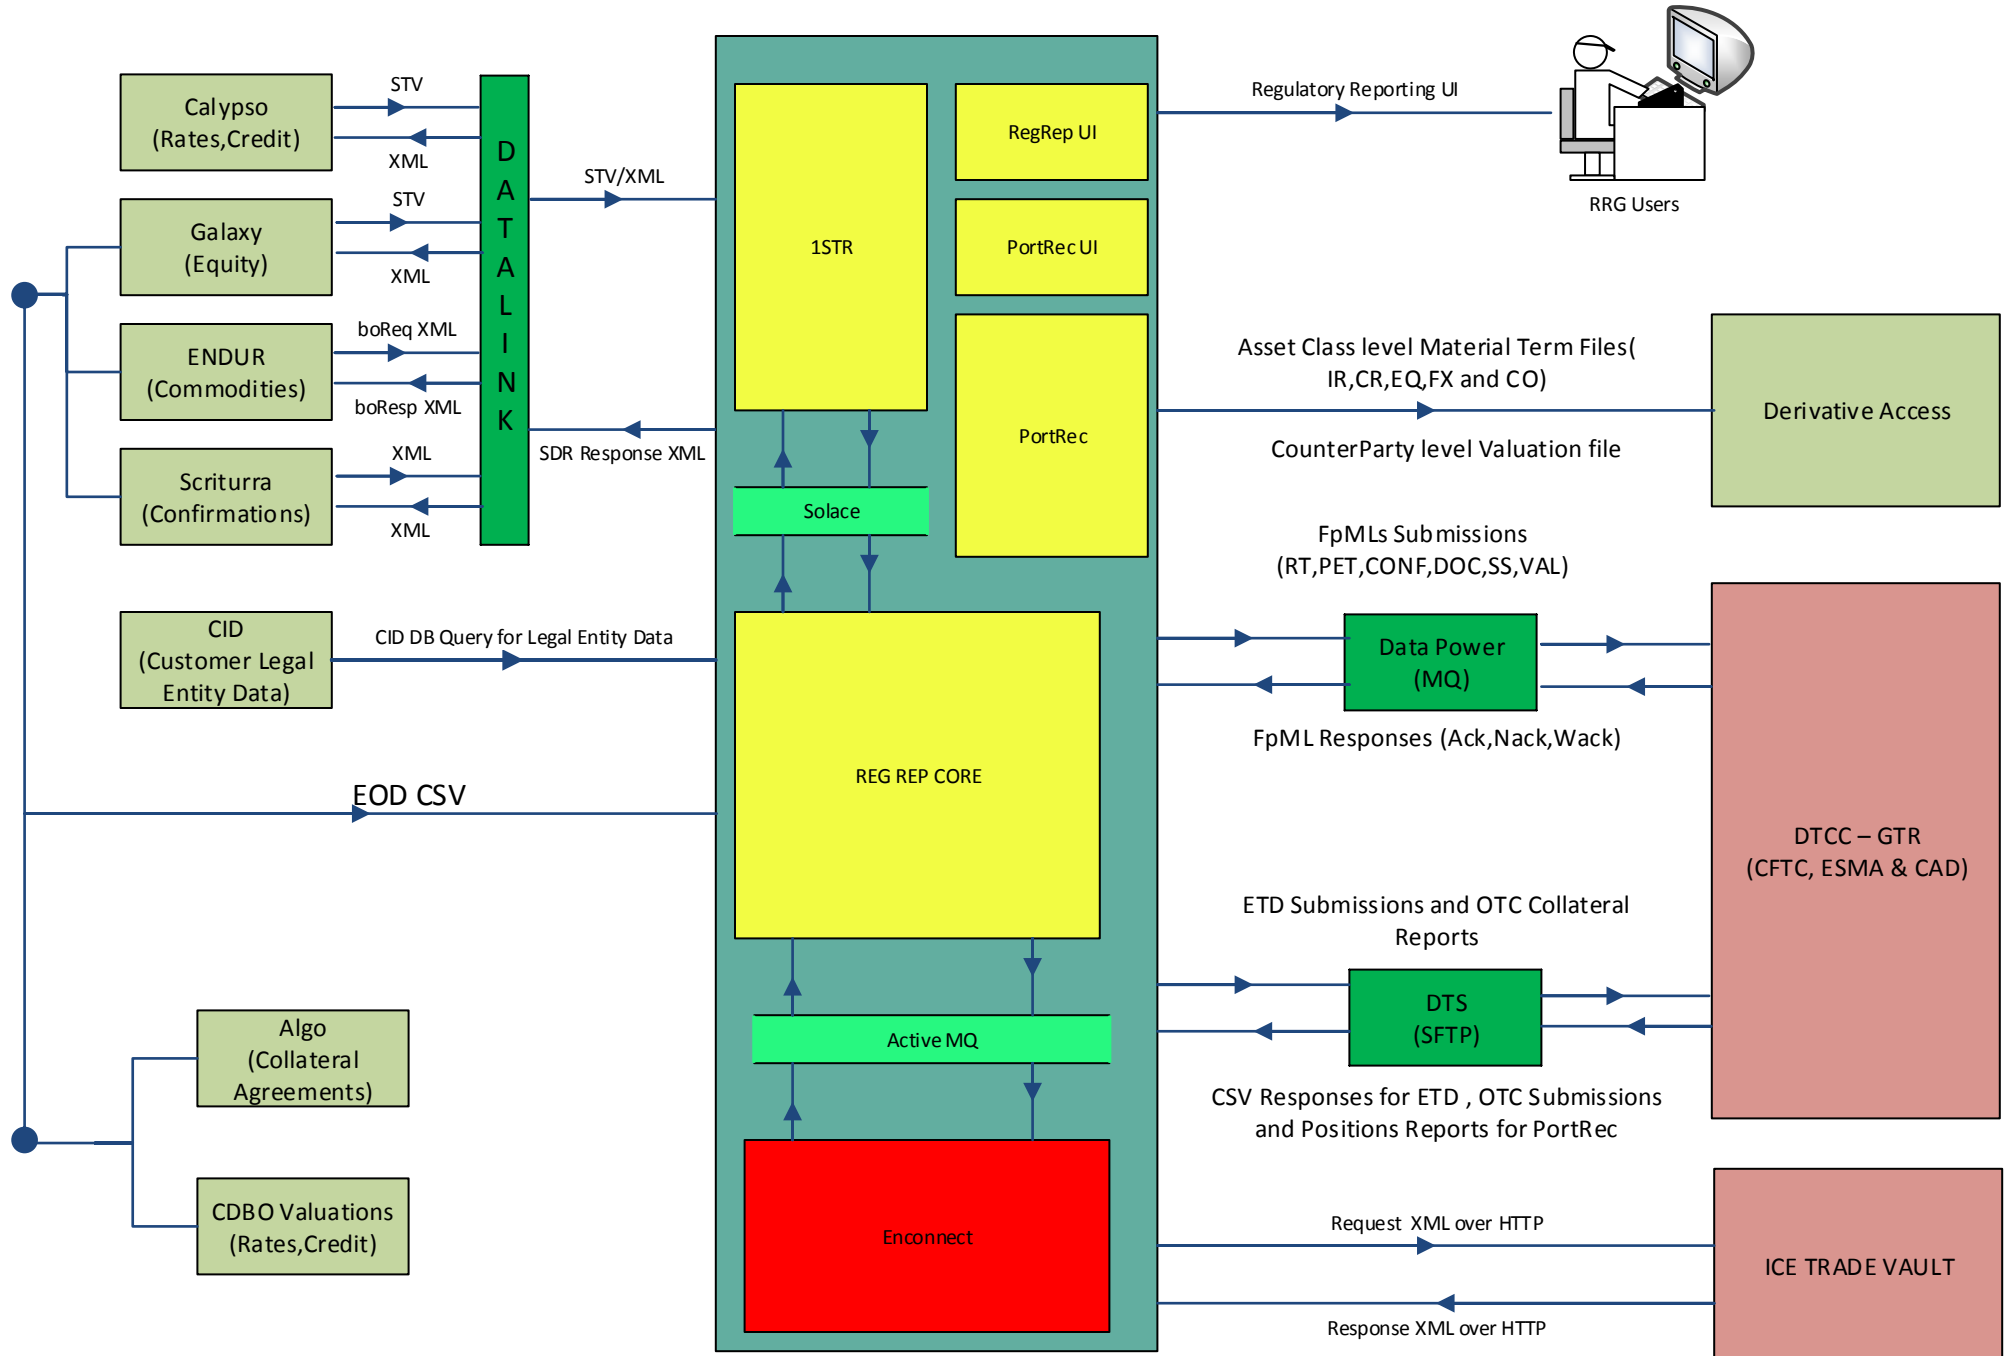 Calypso
(Rates,Credit)
STV
XML
Galaxy
(Equity)
STV
XML
ENDUR
(Commodities)
boReq XML
boResp XML
Scriturra
(Confirmations)
XML
XML
D
A
T
A
L
I
N
K
STV/XML
SDR Response XML
CID
(Customer Legal
Entity Data)
CID DB Query for Legal Entity Data
EOD CSV
Algo
(Collateral
Agreements)
CDBO Valuations
(Rates,Credit)
1STR
RegRep UI
PortRec UI
PortRec
Solace
REG REP CORE
Active MQ
Enconnect
Regulatory Reporting UI
RRG Users
Asset Class level Material Term Files(
IR,CR,EQ,FX and CO)
CounterParty level Valuation file
Derivative Access
FpMLs Submissions
(RT,PET,CONF,DOC,SS,VAL)
Data Power
(MQ)
FpML Responses (Ack,Nack,Wack)
DTCC – GTR
(CFTC, ESMA & CAD)
ETD Submissions and OTC Collateral
Reports
DTS
(SFTP)
CSV Responses for ETD , OTC Submissions
and Positions Reports for PortRec
Request XML over HTTP
Response XML over HTTP
ICE TRADE VAULT